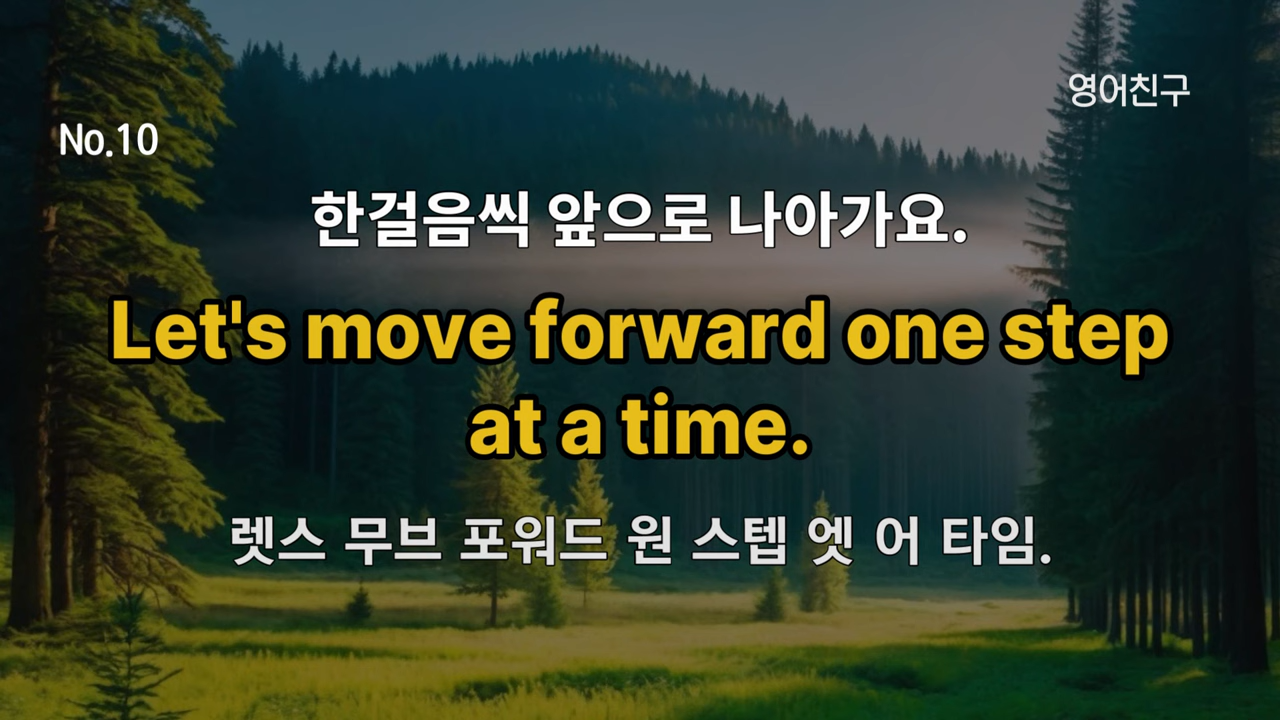 영어친구
No.10
한걸음씩 앞으로 나아가요.
Let's move forward one step
at a time.
렛스 무브 포워드 원 스텝 엣 어 타임.